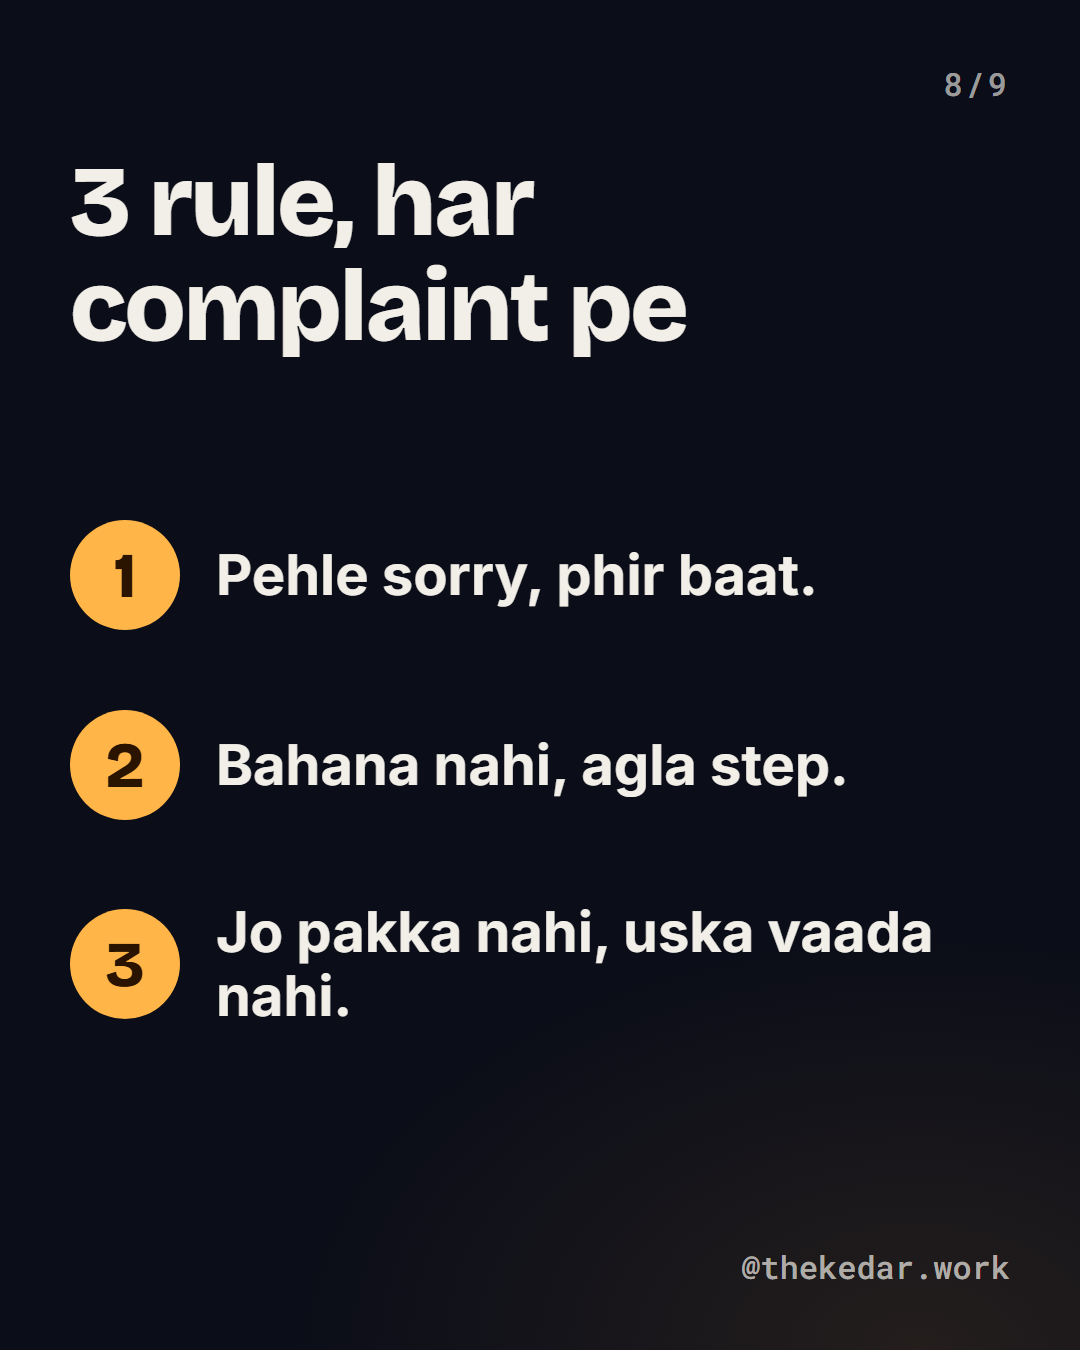 8/9
3 rule, har
complaint pe
1 Pehle sorry, phir baat.
2 Bahana nahi, agla step.
3 Jo pakka nahi, uska vaada
nahi.
@thekedar.work